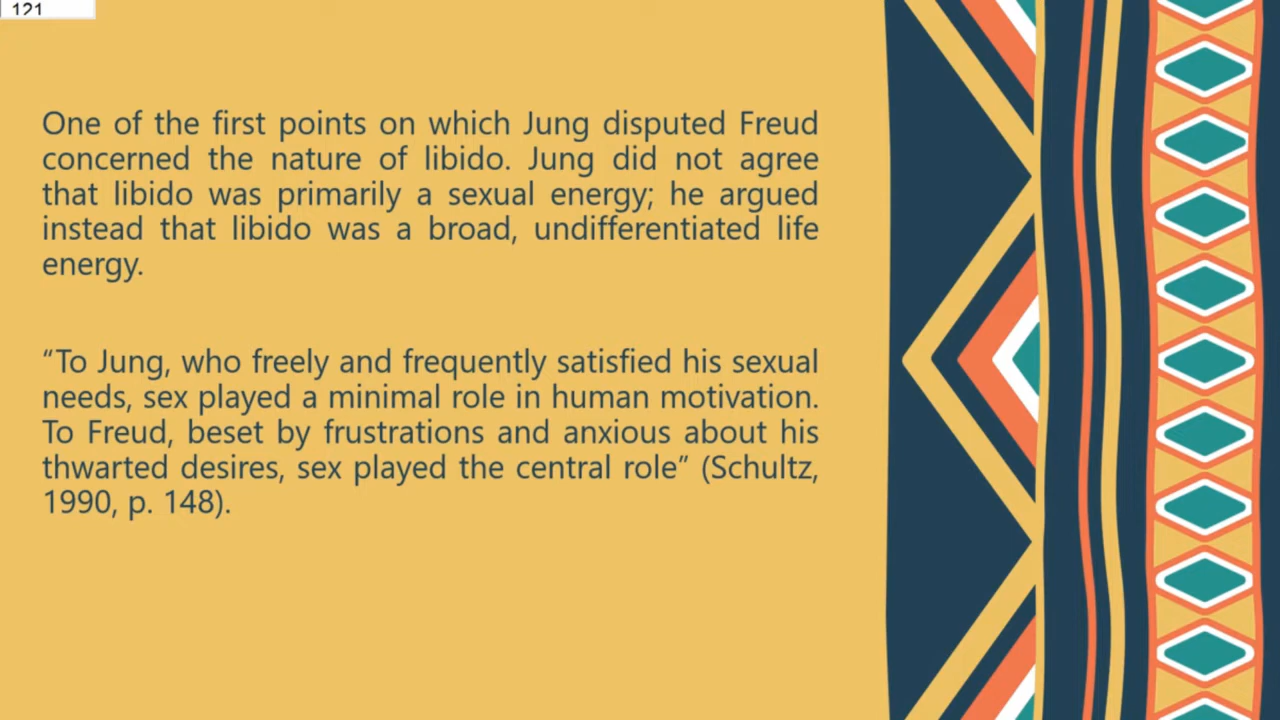 121
One of the first points on which Jung disputed Freud
concerned the nature of libido. Jung did not agree
that libido was primarily a sexual energy; he argued
instead that libido was a broad, undifferentiated life
energy.
“To Jung, who freely and frequently satisfied his sexual
needs, sex played a minimal role in human motivation.
To Freud, beset by frustrations and anxious about his
thwarted desires, sex played the central role” (Schultz,
1990, p. 148).